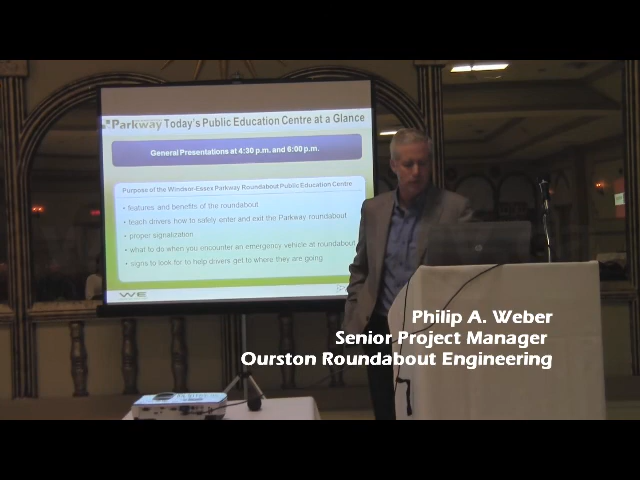 Parkway Today's Public Education Centre at a Glance
General Presentations at 4:30 p.m. and 6:00 p.m.
Purpose of the Windsor-Essex Parkway Roundabout Public Education Centre
• features and benefits of the roundabout
• teach drivers how to safely enter and exit the Parkway roundabout
• proper signalization
• what to do when you encounter an emergency vehicle at roundabout
• signs to look for to help drivers get to where they are going
WE
Philip A. Weber
Senior Project Manager
Ourston Roundabout Engineering